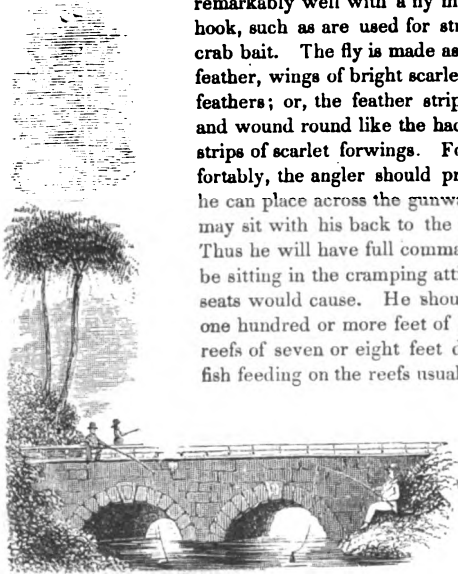 remarkably well with a fly m
hook, such as are used for str
crab bait. The fly is made as
feather, wings of bright scarle
feathers; or, the feather strip
and wound round like the hac
strips of scarlet forwings. Fo
fortably, the angler should pr
he can place across the gunwa
may sit with his back to the
Thus he will have full comma
be sitting in the cramping atti
seats would cause. He shou
one hundred or more feet of
reefs of seven or eight feet d
fish feeding on the reefs usual